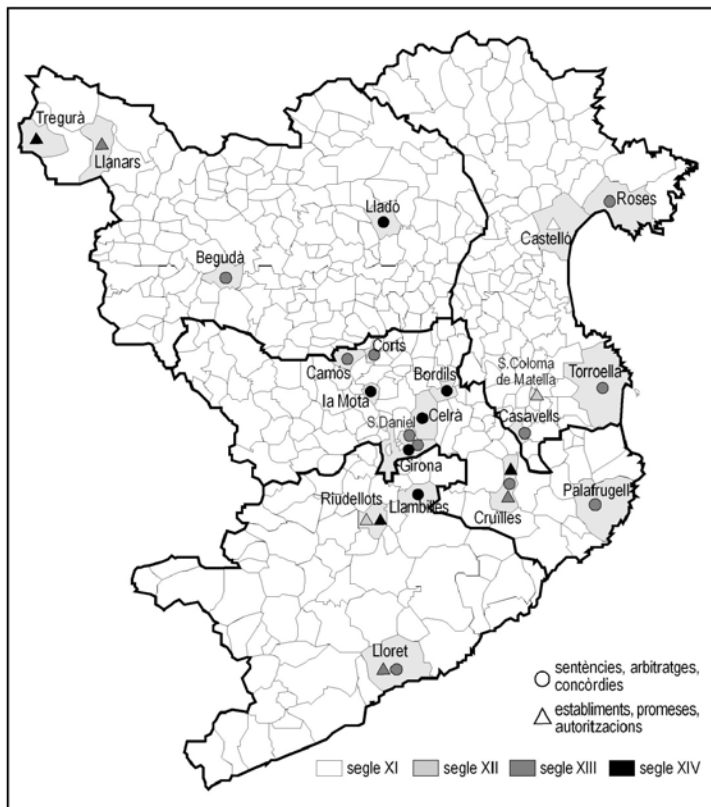 Tregurà
Llanars
Lladó
Roses
Castelló
Begudà
Corts
Camós
Bordils
S.Coloma
de Matella
Torroella
la Mota
S.Daniel
Celrà
Casavells
Girona
Riudellots
Llambilles
Cruïlles
Palafrugell
Lloret
sentències, arbitratges,
concòrdies
establiments, promeses,
autoritzacions
segle XI
segle XII
segle XIII
segle XIV